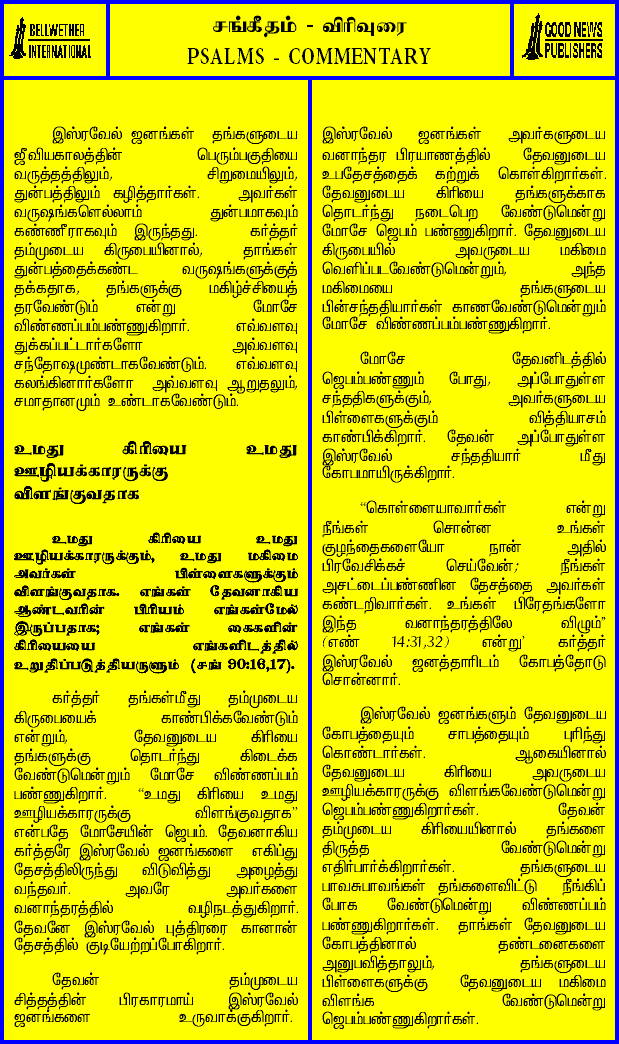 BELLWETHER
INTERNATIONAL
சங்கீதம் - விரிவுரை
PSALMS - COMMENTARY
GOOD NEWS
PUBLISHERS
இஸ்ரவேல் ஜனங்கள் தங்களுடைய
ஜீவியகாலத்தின் பெரும்பகுதியை
வருத்தத்திலும், சிறுமையிலும்,
துன்பத்திலும் கழித்தார்கள். அவர்கள்
வருஷங்களெல்லாம் துன்பமாகவும்
கண்ணீராகவும் இருந்தது. கர்த்தர்
தம்முடைய கிருபையினால், தாங்கள்
துன்பத்தைக்கண்ட வருஷங்களுக்குத்
தக்கதாக, தங்களுக்கு மகிழ்ச்சியைத்
தரவேண்டும் என்று மோசே
விண்ணப்பம்பண்ணுகிறார். எவ்வளவு
துக்கப்பட்டார்களோ அவ்வளவு
சந்தோஷமுண்டாகவேண்டும். எவ்வளவு
கலங்கினார்களோ அவ்வளவு ஆறுதலும்,
சமாதானமும் உண்டாகவேண்டும்.
உமது கிரியை உமது
ஊழியக்காரருக்கு
விளங்குவதாக
உமது கிரியை உமது
ஊழியக்காரருக்கும், உமது மகிமை
அவர்கள் பிள்ளைகளுக்கும்
விளங்குவதாக. எங்கள் தேவனாகிய
ஆண்டவரின் பிரியம் எங்கள்மேல்
இருப்பதாக; எங்கள் கைகளின்
கிரியையை எங்களிடத்தில்
உறுதிப்படுத்தியருளும் (சங் 90:16,17).
கர்த்தர் தங்கள்மீது தம்முடைய
கிருபையைக் காண்பிக்கவேண்டும்
என்றும், தேவனுடைய கிரியை
தங்களுக்கு தொடர்ந்து கிடைக்க
வேண்டுமென்றும் மோசே விண்ணப்பம்
பண்ணுகிறார். "உமது கிரியை உமது
ஊழியக்காரருக்கு விளங்குவதாக"
என்பதே மோசேயின் ஜெபம். தேவனாகிய
கர்த்தரே இஸ்ரவேல் ஜனங்களை எகிப்து
தேசத்திலிருந்து விடுவித்து அழைத்து
வந்தவர். அவரே அவர்களை
வனாந்தரத்தில் வழிநடத்துகிறார்.
தேவனே இஸ்ரவேல் புத்திரரை கானான்
தேசத்தில் குடியேற்றப்போகிறார்.
தேவன் தம்முடைய
சித்தத்தின் பிரகாரமாய் இஸ்ரவேல்
ஜனங்களை உருவாக்குகிறார்.
இஸ்ரவேல் ஜனங்கள் அவர்களுடைய
வனாந்தர பிரயாணத்தில் தேவனுடைய
உபதேசத்தைக் கற்றுக் கொள்கிறார்கள்.
தேவனுடைய கிரியை தங்களுக்காக
தொடர்ந்து நடைபெற வேண்டுமென்று
மோசே ஜெபம் பண்ணுகிறார். தேவனுடைய
கிருபையில் அவருடைய மகிமை
வெளிப்படவேண்டுமென்றும், அந்த
மகிமையை தங்களுடைய
பின்சந்ததியார்கள் காணவேண்டுமென்றும்
மோசே விண்ணப்பம்பண்ணுகிறார்.
மோசே தேவனிடத்தில்
ஜெபம்பண்ணும் போது, அப்போதுள்ள
சந்ததிகளுக்கும், அவர்களுடைய
பிள்ளைகளுக்கும் வித்தியாசம்
காண்பிக்கிறார். தேவன் அப்போதுள்ள
இஸ்ரவேல் சந்ததியார் மீது
கோபமாயிருக்கிறார்.
"கொள்ளையாவார்கள் என்று
நீங்கள் சொன்ன உங்கள்
குழந்தைகளையோ நான் அதில்
பிரவேசிக்கச் செய்வேன்; நீங்கள்
அசட்டைப்பண்ணின தேசத்தை அவர்கள்
கண்டறிவார்கள். உங்கள் பிரேதங்களோ
இந்த வனாந்தரத்திலே விழும்"
(எண் 14:31,32) என்று' கர்த்தர்
இஸ்ரவேல் ஜனத்தாரிடம் கோபத்தோடு
சொன்னார்.
இஸ்ரவேல் ஜனங்களும் தேவனுடைய
கோபத்தையும் சாபத்தையும் புரிந்து
கொண்டார்கள். ஆகையினால்
தேவனுடைய கிரியை அவருடைய
ஊழியக்காரருக்கு விளங்கவேண்டுமென்று
ஜெபம்பண்ணுகிறார்கள். தேவன்
தம்முடைய கிரியையினால் தங்களை
திருத்த வேண்டுமென்று
எதிர்பார்க்கிறார்கள். தங்களுடைய
பாவசுபாவங்கள் தங்களைவிட்டு நீங்கிப்
போக வேண்டுமென்று விண்ணப்பம்
பண்ணுகிறார்கள். தாங்கள் தேவனுடைய
கோபத்தினால் தண்டனைகளை
அனுபவித்தாலும், தங்களுடைய
பிள்ளைகளுக்கு தேவனுடைய மகிமை
விளங்க வேண்டுமென்று
ஜெபம்பண்ணுகிறார்கள்.